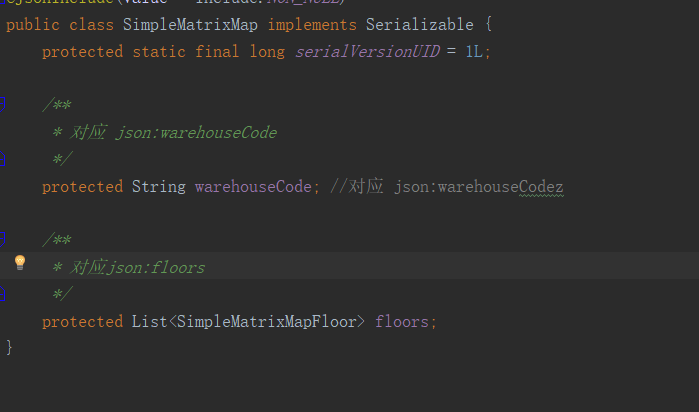 @JsonInclude(value = Include.NON_NULL)
public class SimpleMatrixMap implements Serializable {
protected static final long serialVersionUID = 1L;
/**
* 对应 json:warehouseCode
*/
protected String warehouseCode; //对应 json:warehouseCodez
/**
* 对应json:floors
*/
protected List<SimpleMatrixMapFloor> floors;
}